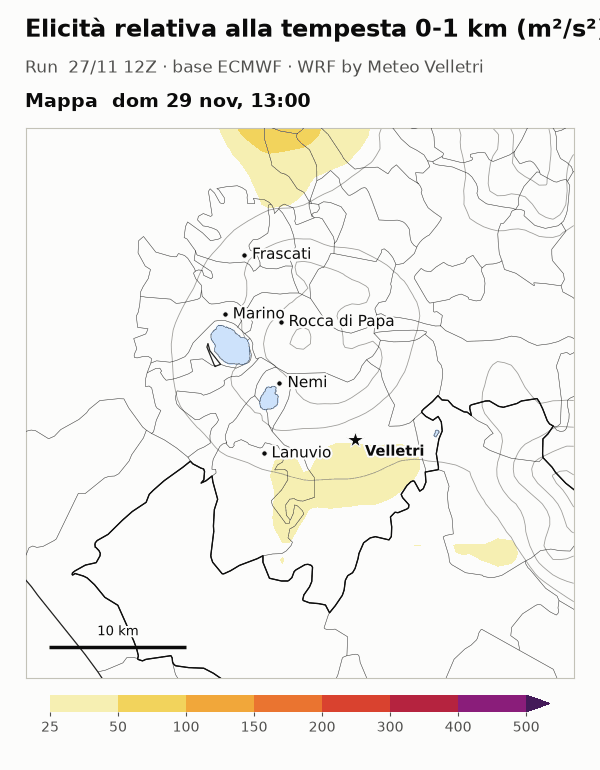 Elicità relativa alla tempesta 0-1 km (m²/s²)
Run  27/11 12Z · base ECMWF · WRF by Meteo Velletri
Mappa  dom 29 nov, 13:00
Frascati
Marino
Rocca di Papa
Nemi
Velletri
Lanuvio
10 km
25 50 100 150 200 300 400 500